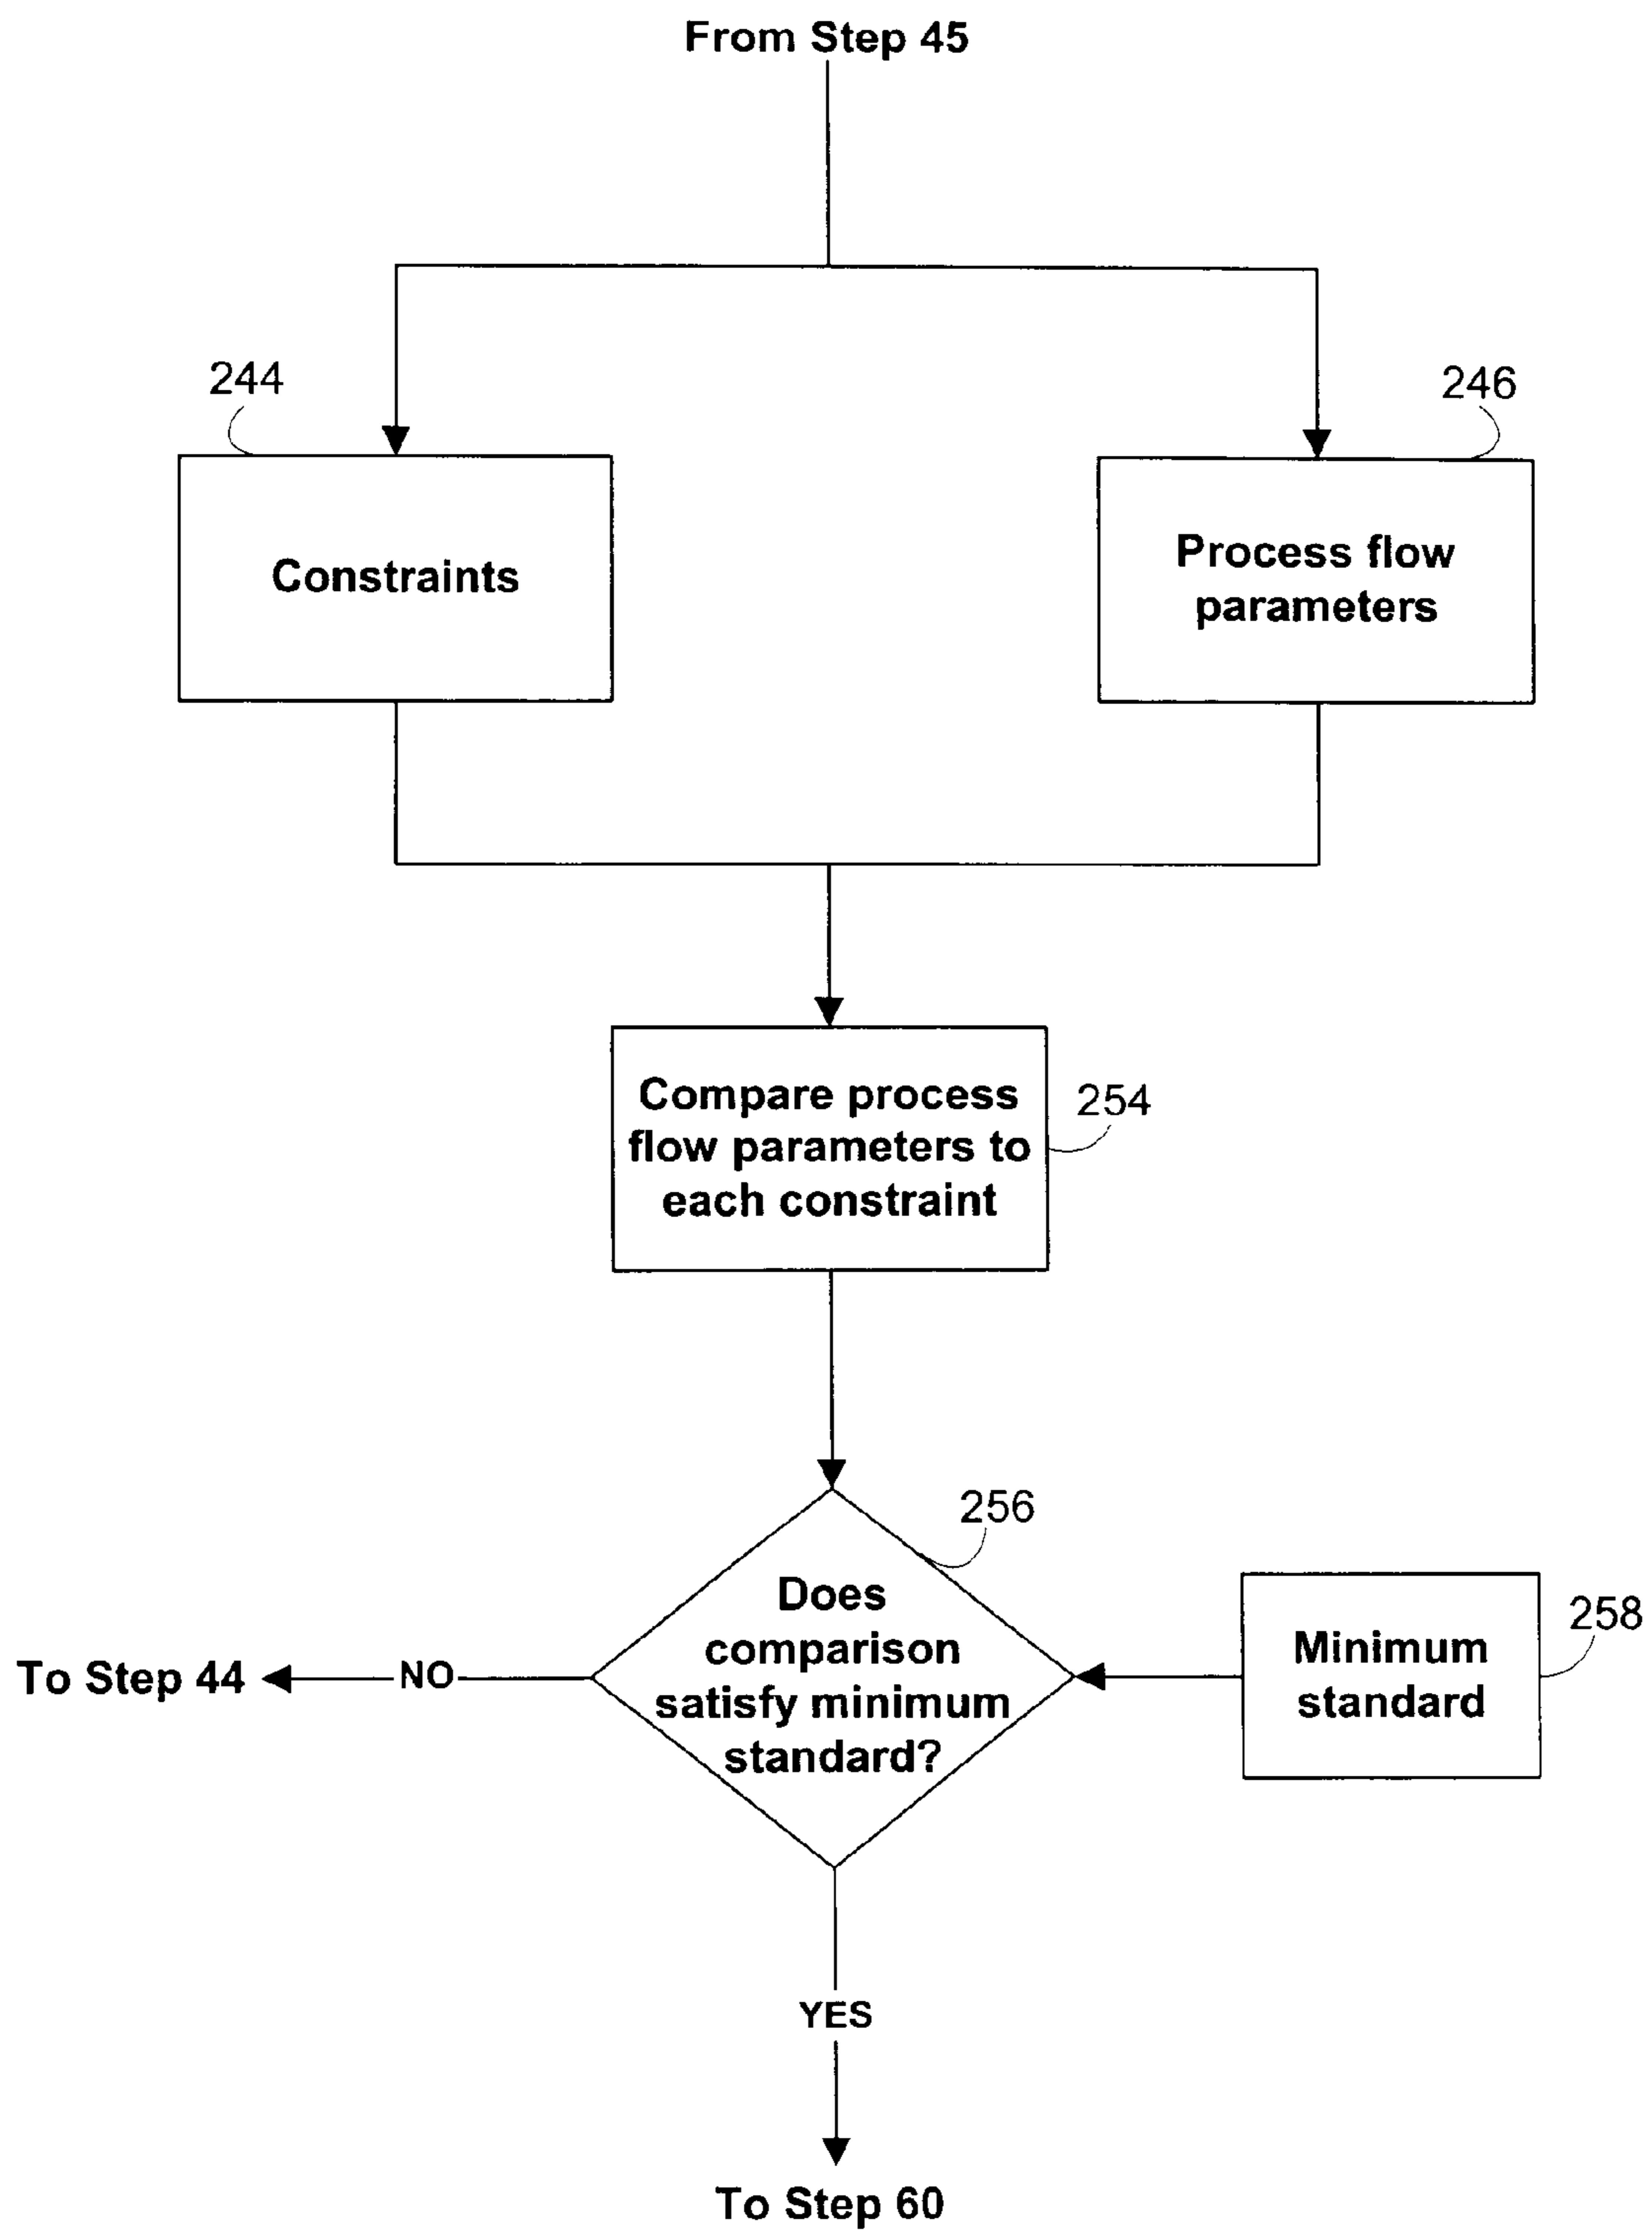 From Step 45
244
246
Constraints
Process flow
parameters
Compare process
flow parameters to
each constraint
254
256
Does
comparison
satisfy minimum
standard?
Minimum
standard
258
To Step 44
NO
YES
To Step 60